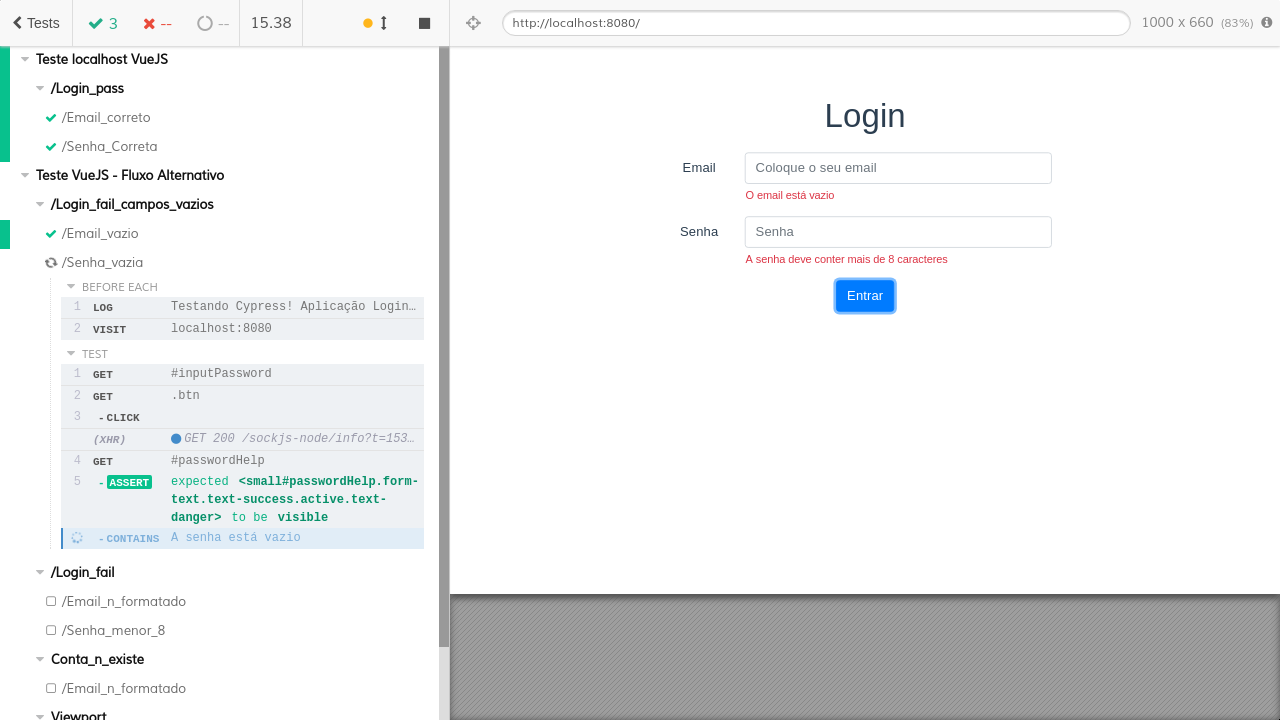 Tests 3 -- -- 15.38
http://localhost:8080/ 1000 x 660 (83%)
Teste localhost VueJS
/Login_pass
/Email_correto
/Senha_Correta
Teste VueJS - Fluxo Alternativo
/Login_fail_campos_vazios
/Email_vazio
/Senha_vazia
BEFORE EACH
1 LOG Testando Cypress! Aplicação Login…
2 VISIT localhost:8080
TEST
1 GET #inputPassword
2 GET .btn
3 - CLICK
(XHR) GET 200 /sockjs-node/info?t=153…
4 GET #passwordHelp
5 - ASSERT expected <small#passwordHelp.form-
text.text-success.active.text-
danger> to be visible
- CONTAINS A senha está vazio
/Login_fail
/Email_n_formatado
/Senha_menor_8
Conta_n_existe
/Email_n_formatado
Viewport
Login
Email Coloque o seu email
O email está vazio
Senha Senha
A senha deve conter mais de 8 caracteres
Entrar